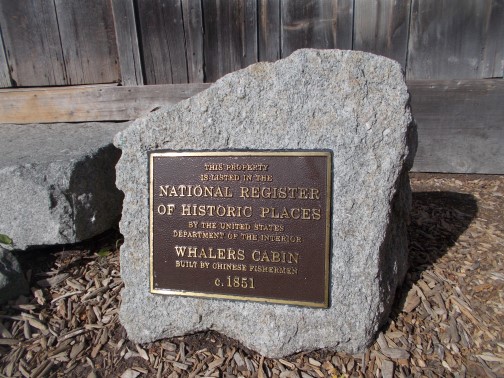 THIS PROPERTY
IS LISTED IN THE
NATIONAL REGISTER
OF HISTORIC PLACES
BY THE UNITED STATES
DEPARTMENT OF THE INTERIOR
WHALERS CABIN
BUILT BY CHINESE FISHERMEN
c. 1851